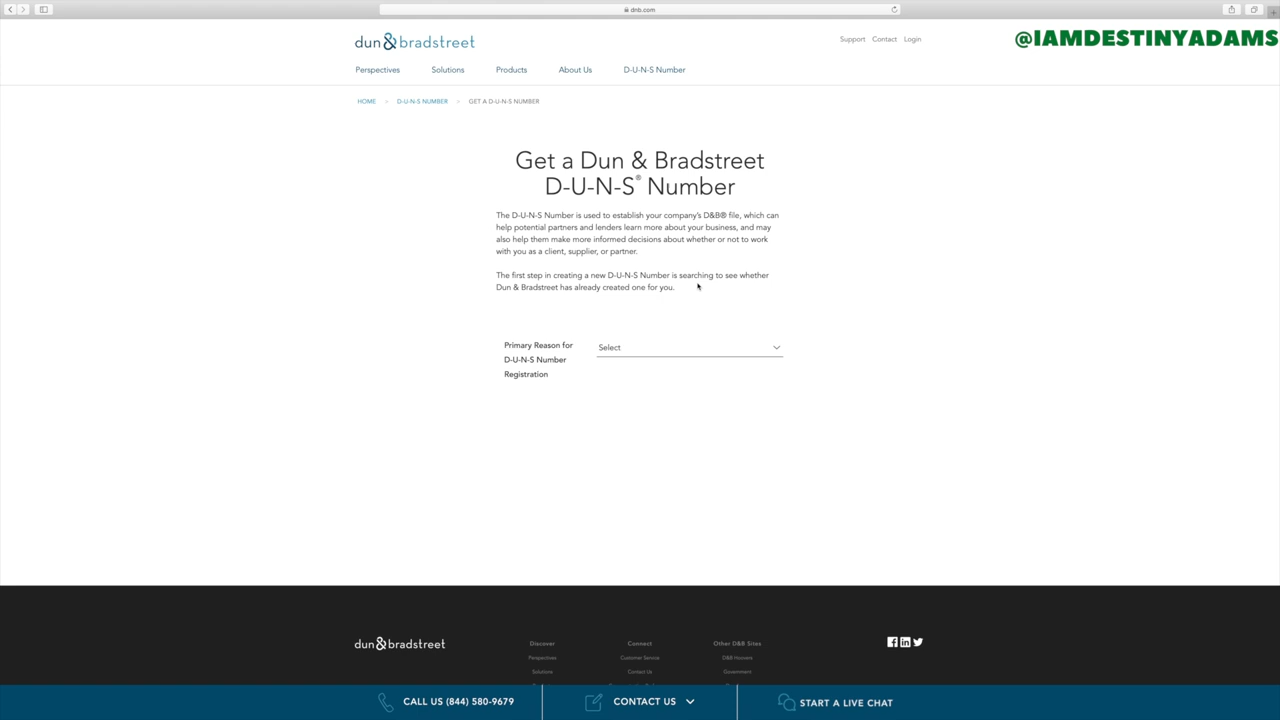 dnb.com
dun & bradstreet
Support Contact Login
@IAMDESTINYADAMS
Perspectives Solutions Products About Us D-U-N-S Number
HOME > D-U-N-S NUMBER > GET A D-U-N-S NUMBER
Get a Dun & Bradstreet
D-U-N-S® Number
The D-U-N-S Number is used to establish your company's D&B® file, which can
help potential partners and lenders learn more about your business, and may
also help them make more informed decisions about whether or not to work
with you as a client, supplier, or partner.
The first step in creating a new D-U-N-S Number is searching to see whether
Dun & Bradstreet has already created one for you.
Primary Reason for
D-U-N-S Number
Registration
Select
dun & bradstreet
Discover Connect Other D&B Sites
Perspectives Customer Service D&B Hoovers
Solutions Contact Us Government
CALL US (844) 580-9679 CONTACT US START A LIVE CHAT